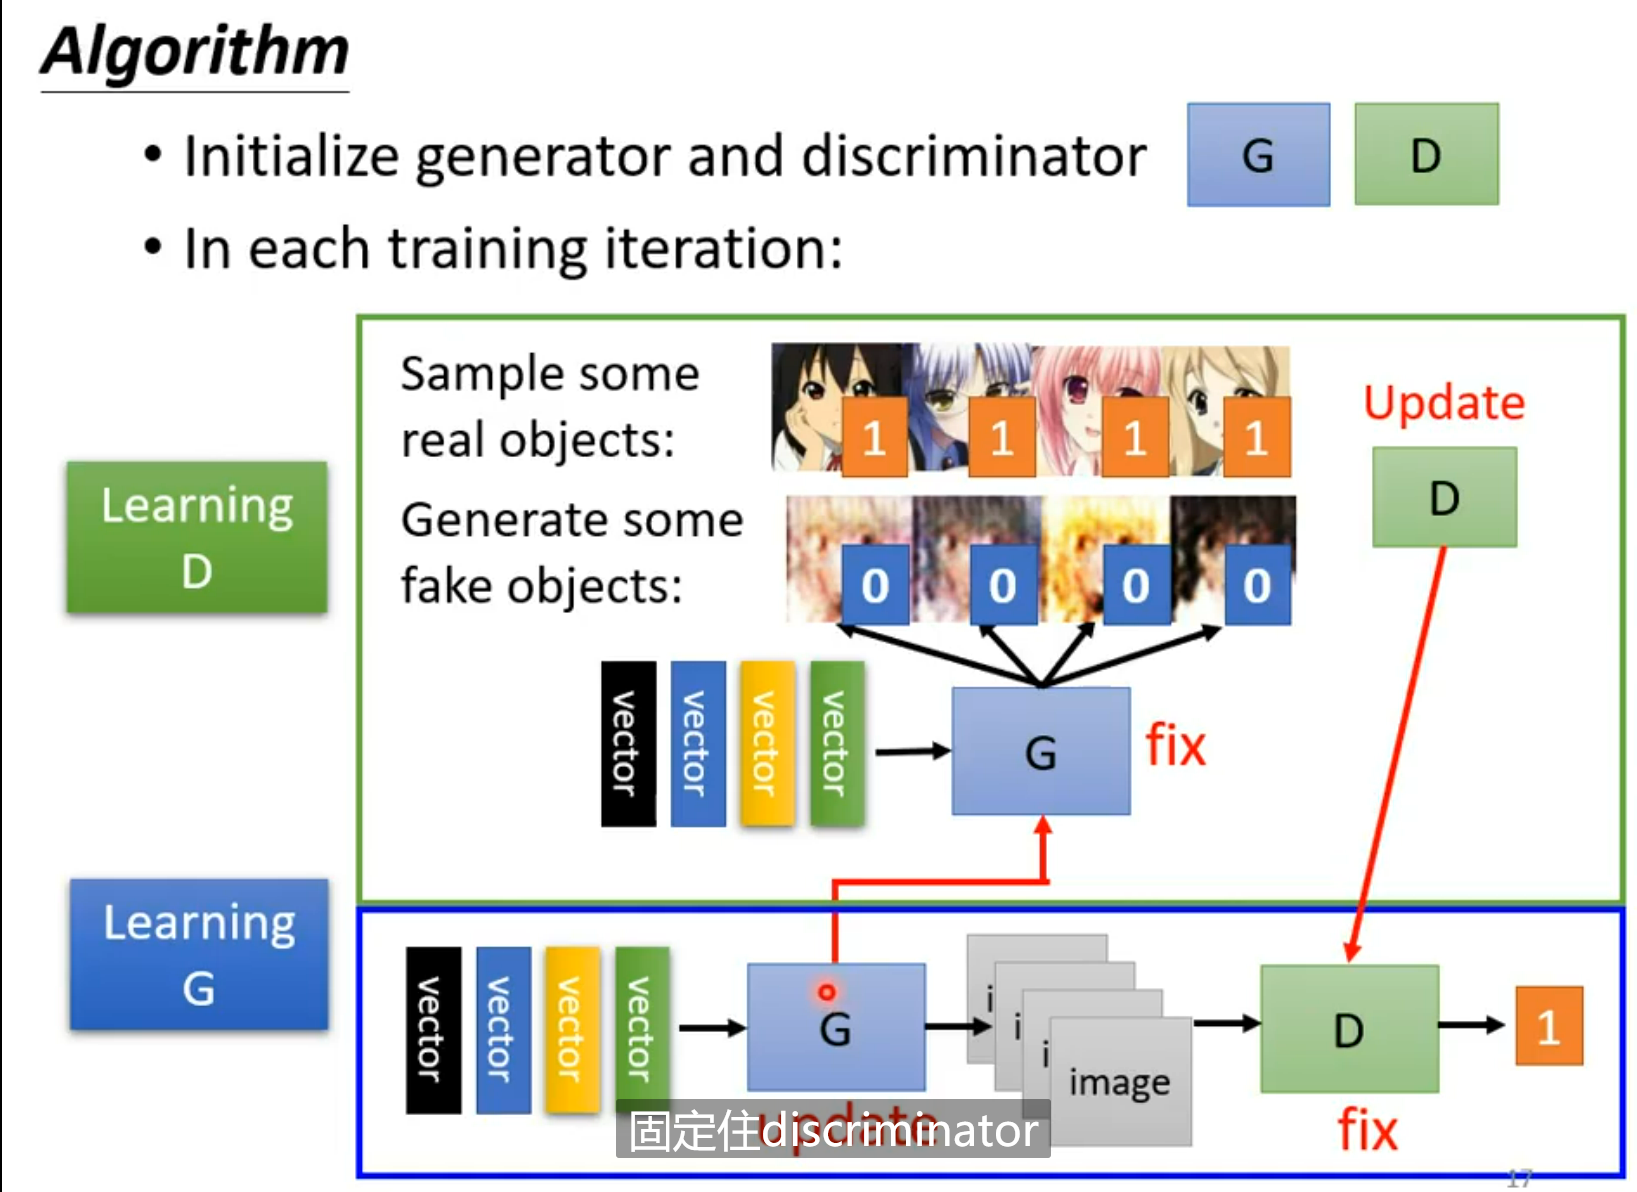 Algorithm
• Initialize generator and discriminator
G
D
• In each training iteration:
Learning
D
Sample some
real objects:
1
1
1
1
Update
D
Generate some
fake objects:
0
0
0
0
vector
vector
vector
vector
G
fix
Learning
G
vector
vector
vector
vector
G
update
i
i
i
image
D
fix
1
固定住discriminator
17